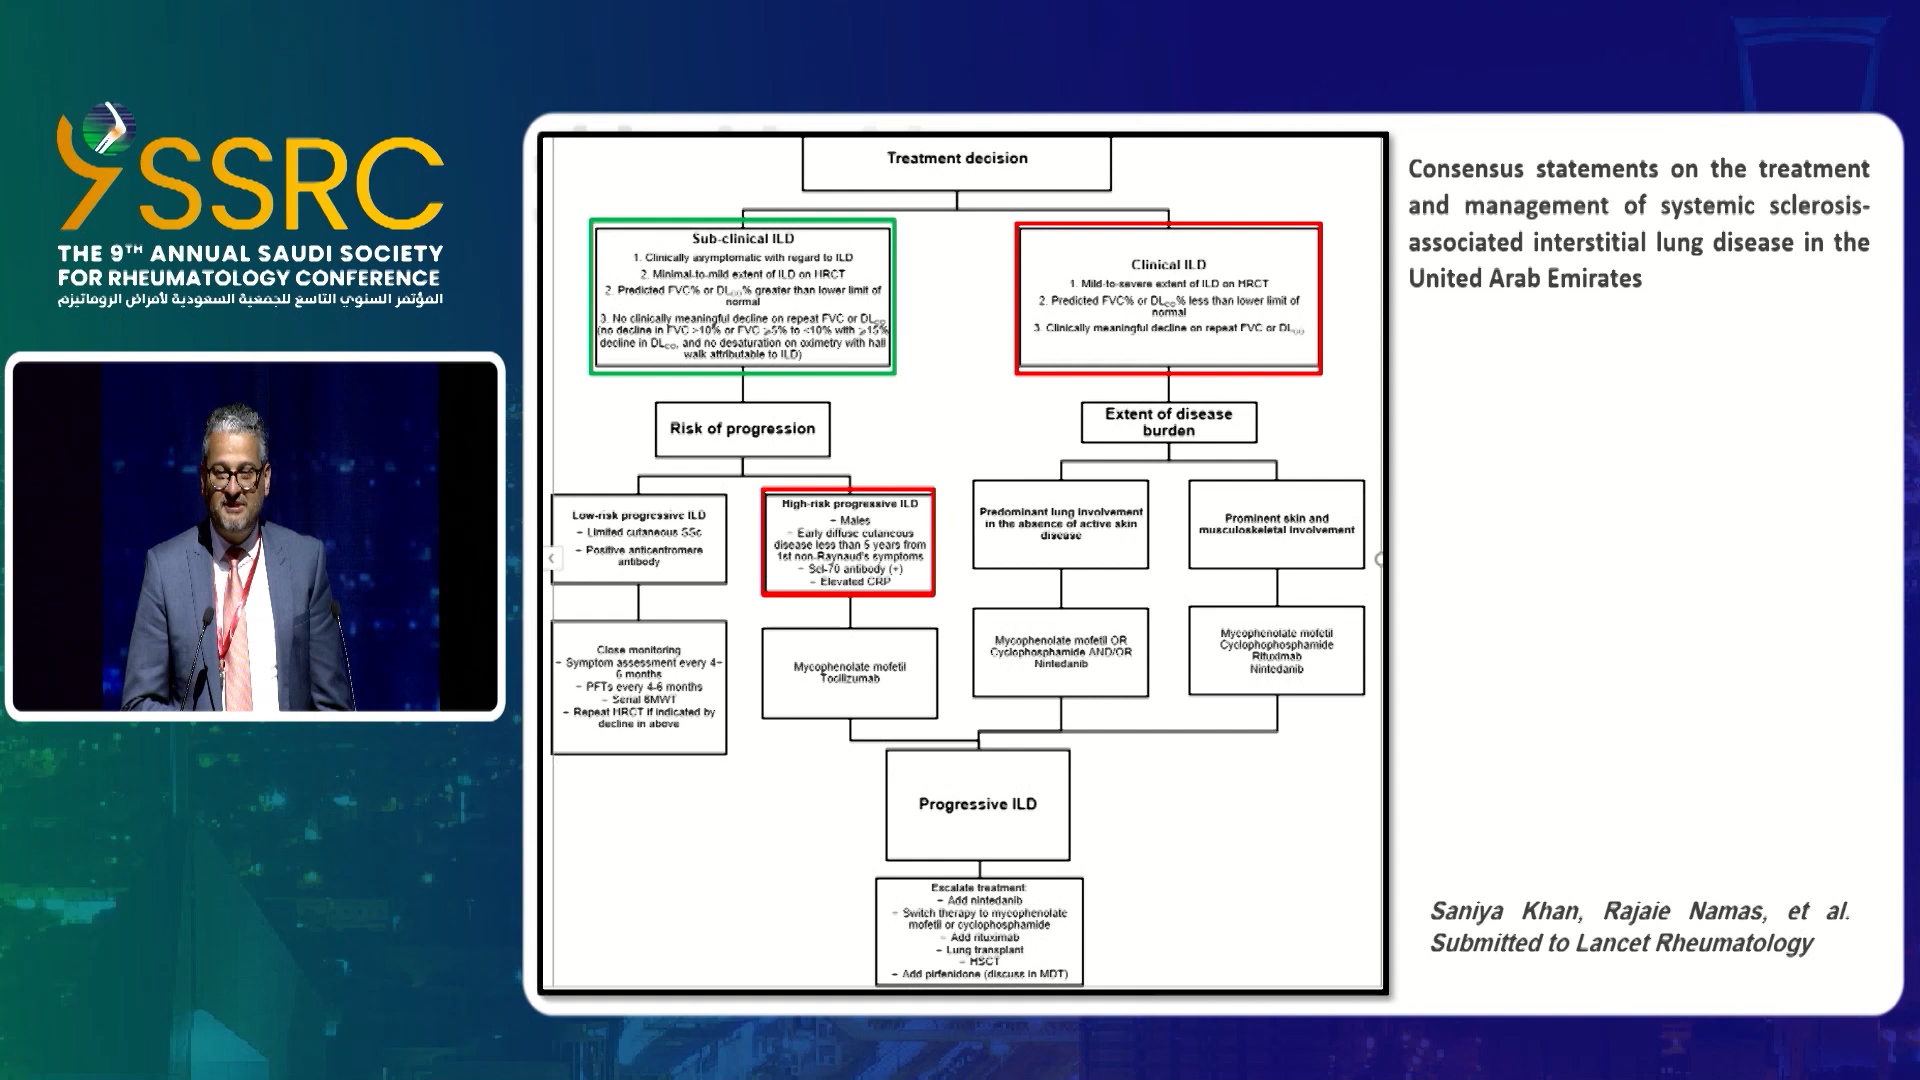 SSRC
THE 9TH ANNUAL SAUDI SOCIETY
FOR RHEUMATOLOGY CONFERENCE
المؤتمر السنوي التاسع للجمعية السعودية لأمراض الروماتيزم
Treatment decision
Sub-clinical ILD
1. Clinically asymptomatic with regard to ILD
2. Minimal-to-mild extent of ILD on HRCT
2. Predicted FVC% or DLCO% greater than lower limit of
normal
3. No clinically meaningful decline on repeat FVC or DLCO
(no decline in FVC >10% or FVC ≥5% to <10% with ≥15%
decline in DLCO, and no desaturation on oximetry with hall
walk attributable to ILD)
Clinical ILD
1. Mild-to-severe extent of ILD on HRCT
2. Predicted FVC% or DLCO% less than lower limit of
normal
3. Clinically meaningful decline on repeat FVC or DLCO
Risk of progression
Extent of disease
burden
Low-risk progressive ILD
- Limited cutaneous SSc
- Positive anticentromere
antibody
High-risk progressive ILD
- Males
- Early diffuse cutaneous
disease less than 5 years from
1st non-Raynaud's symptoms
- Scl-70 antibody (+)
- Elevated CRP
Predominant lung involvement
in the absence of active skin
disease
Prominent skin and
musculoskeletal involvement
Close monitoring
- Symptom assessment every 4-
6 months
- PFTs every 4-6 months
- Serial 6MWT
- Repeat HRCT if indicated by
decline in above
Mycophenolate mofetil
Tocilizumab
Mycophenolate mofetil OR
Cyclophosphamide AND/OR
Nintedanib
Mycophenolate mofetil
Cyclophophosphamide
Rituximab
Nintedanib
Progressive ILD
Escalate treatment
- Add nintedanib
- Switch therapy to mycophenolate
mofetil or cyclophosphamide
- Add rituximab
- Lung transplant
- HSCT
- Add pirfenidone (discuss in MDT)
Consensus statements on the treatment
and management of systemic sclerosis-
associated interstitial lung disease in the
United Arab Emirates
Saniya Khan, Rajaie Namas, et al.
Submitted to Lancet Rheumatology